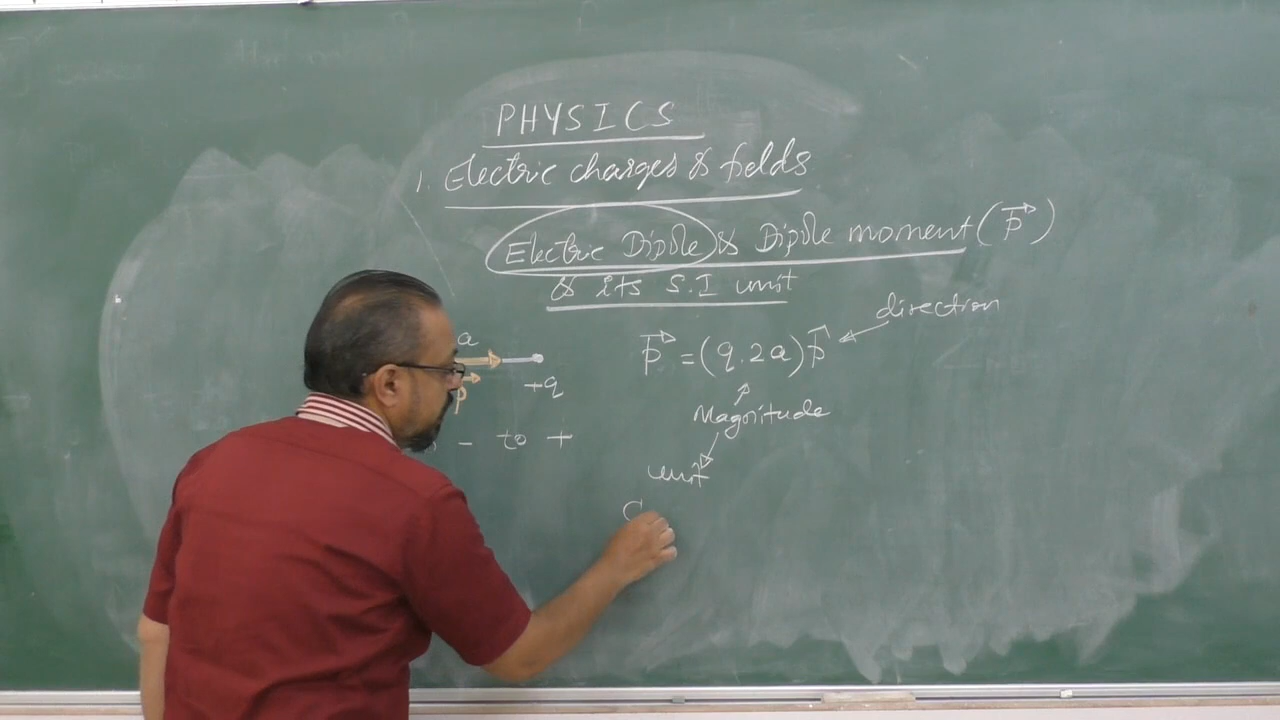 PHYSICS
1. Electric charges & fields
Electric Dipole & Dipole moment (p⃗)
& its S.I unit
a
+q
p
- to +
p⃗ = (q.2a) p̂
direction
Magnitude
unit
C